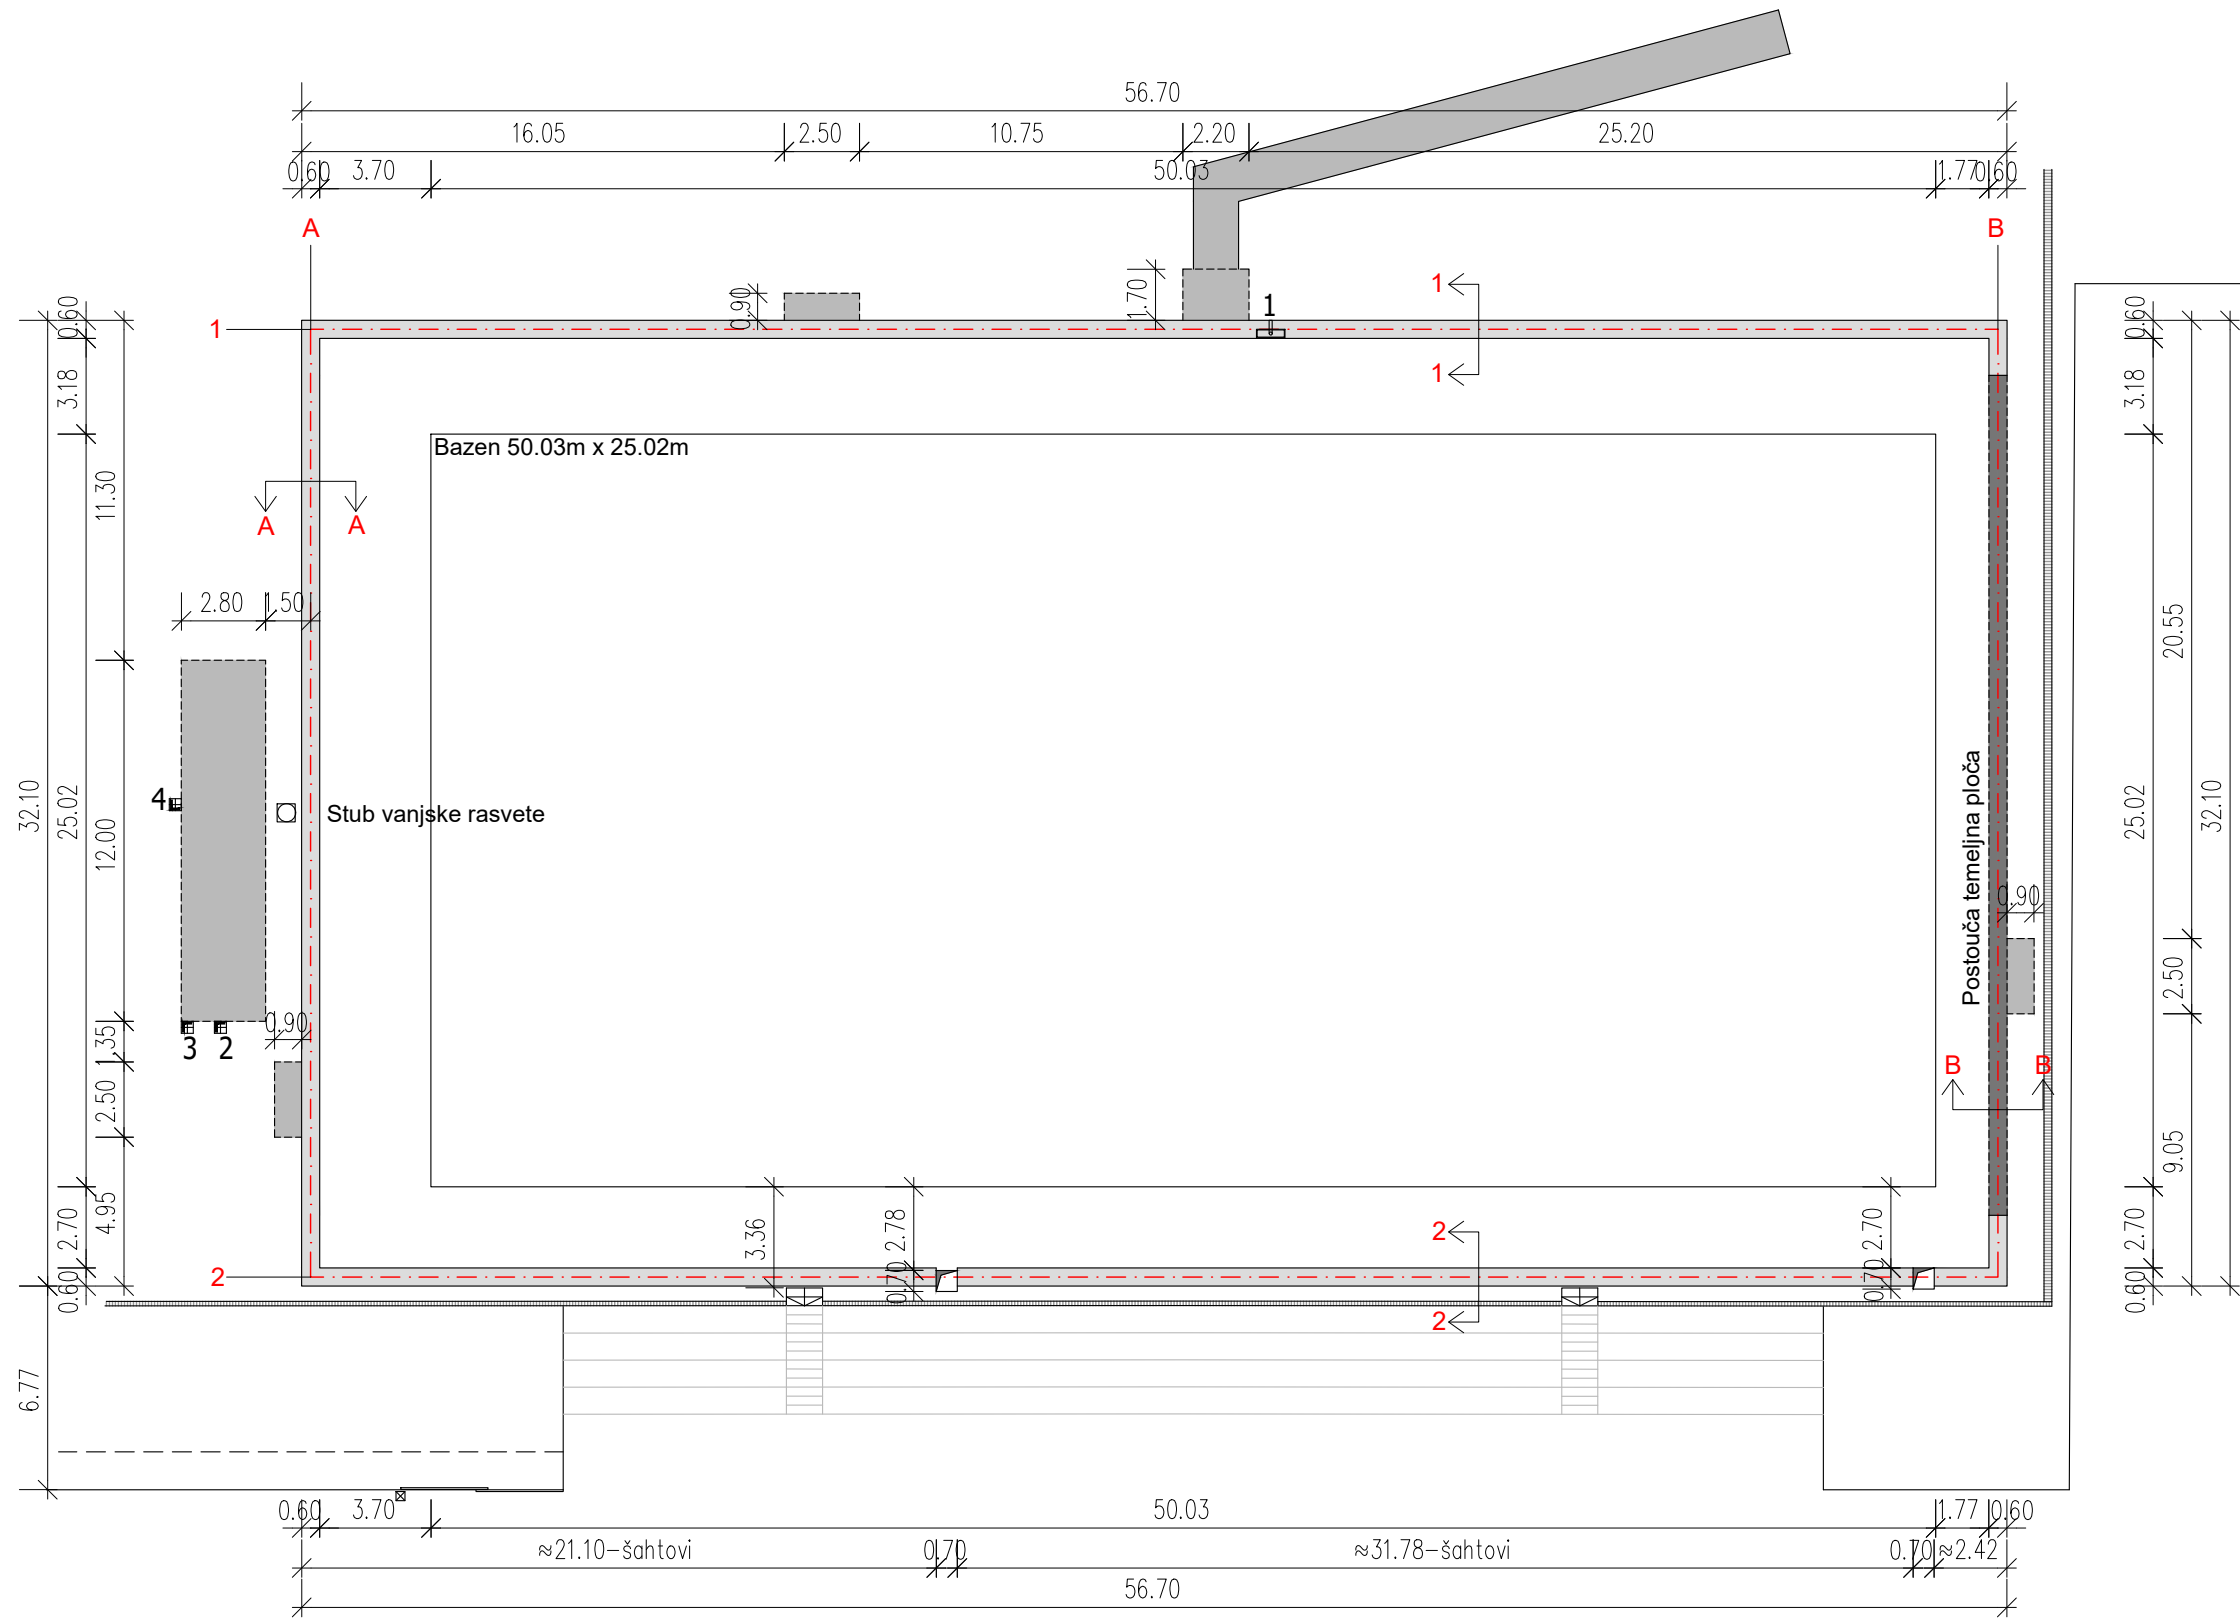 56.70
16.05 2.50 10.75 2.20 25.20
0.60 3.70 50.03 1.77 0.60
A B
1 0.90 1.70 1 1
1
Bazen 50.03m x 25.02m
A A
2.80 1.50
4 Stub vanjske rasvete
3 2 0.90
Postouča temeljna ploča
0.90
B B
32.10
6.77
0.60
3.18
25.02
2.70
0.60
11.30
12.00
1.35
2.50
4.95
0.60
3.18
25.02
2.70
0.60
20.55
2.50
9.05
32.10
3.36 2.78 2.70
0.70 0.70
2 2
2
0.60 3.70 50.03 1.77 0.60
≈21.10-šahtovi 0.70 ≈31.78-šahtovi 0.70 ≈2.42
56.70